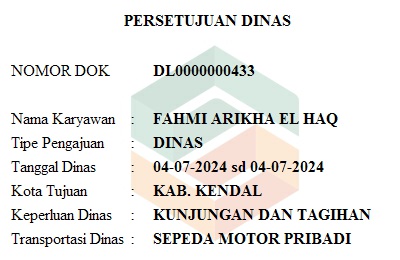 PERSETUJUAN DINAS
NOMOR DOK DL0000000433
Nama Karyawan : FAHMI ARIKHA EL HAQ
Tipe Pengajuan : DINAS
Tanggal Dinas : 04-07-2024 sd 04-07-2024
Kota Tujuan : KAB. KENDAL
Keperluan Dinas : KUNJUNGAN DAN TAGIHAN
Transportasi Dinas : SEPEDA MOTOR PRIBADI